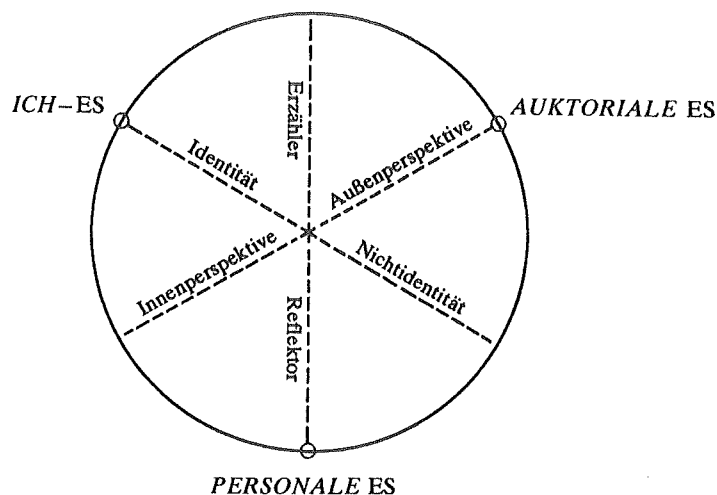 ICH–ES
AUKTORIALE ES
Erzähler
Identität
Außenperspektive
Innenperspektive
Nichtidentität
Reflektor
PERSONALE ES